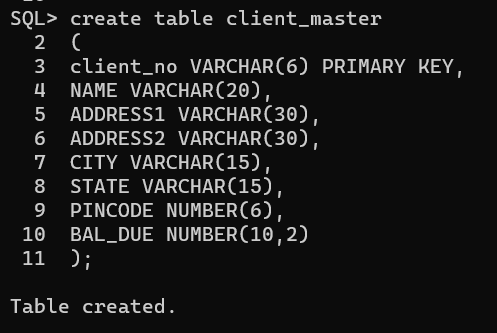 SQL> create table client_master
2 (
3 client_no VARCHAR(6) PRIMARY KEY,
4 NAME VARCHAR(20),
5 ADDRESS1 VARCHAR(30),
6 ADDRESS2 VARCHAR(30),
7 CITY VARCHAR(15),
8 STATE VARCHAR(15),
9 PINCODE NUMBER(6),
10 BAL_DUE NUMBER(10,2)
11 );
Table created.